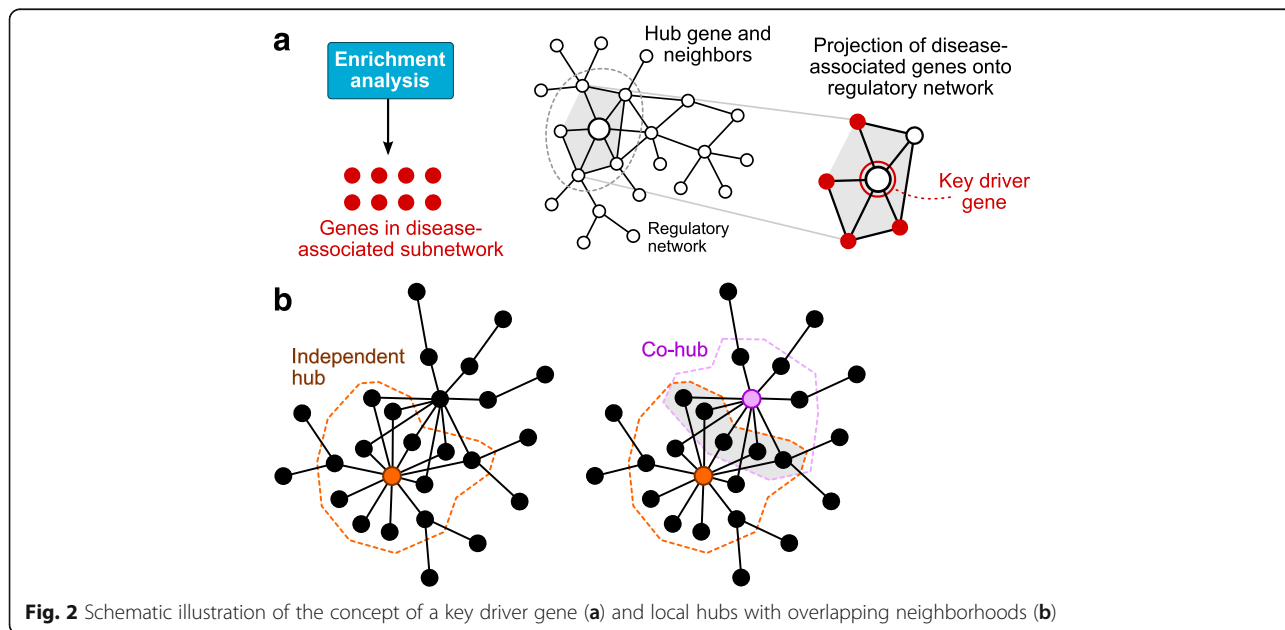 a
Enrichment
analysis
Genes in disease-
associated subnetwork
Hub gene and
neighbors
Regulatory
network
Projection of disease-
associated genes onto
regulatory network
Key driver
gene
b
Independent
hub
Co-hub
Fig. 2 Schematic illustration of the concept of a key driver gene (a) and local hubs with overlapping neighborhoods (b)